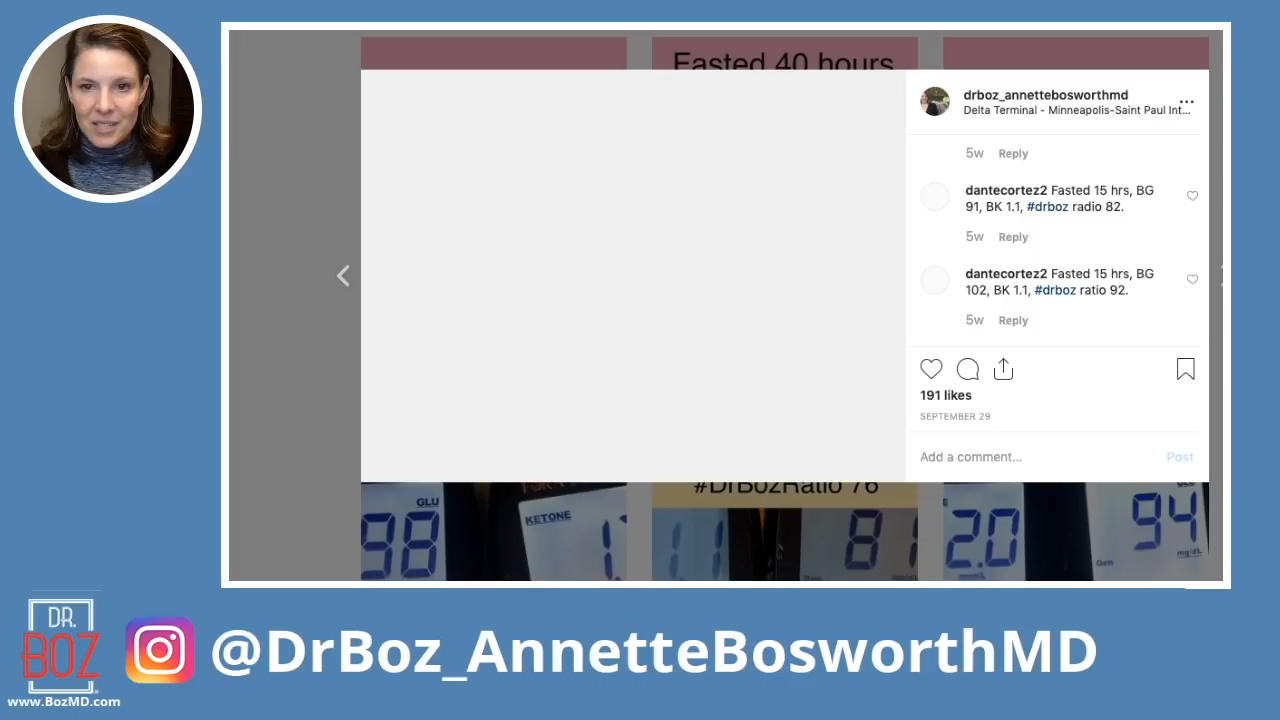 Fasted 40 hours
drboz_annettebosworthmd
Delta Terminal - Minneapolis-Saint Paul Int...
5w Reply
dantecortez2 Fasted 15 hrs, BG
91, BK 1.1, #drboz radio 82.
5w Reply
dantecortez2 Fasted 15 hrs, BG
102, BK 1.1, #drboz ratio 92.
5w Reply
191 likes
SEPTEMBER 29
Add a comment... Post
#DrBozRatio 76
GLU
98
KETONE
1.1
81
2.0
94
mg/dL
DR.
BOZ
www.BozMD.com
@DrBoz_AnnetteBosworthMD